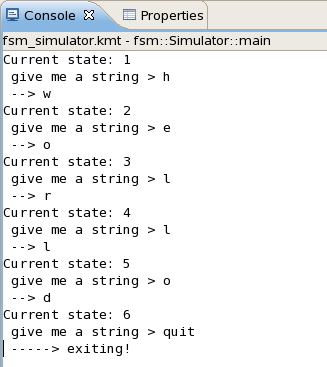 Console Properties
fsm_simulator.kmt - fsm::Simulator::main
Current state: 1
give me a string > h
--> w
Current state: 2
give me a string > e
--> o
Current state: 3
give me a string > l
--> r
Current state: 4
give me a string > l
--> l
Current state: 5
give me a string > o
--> d
Current state: 6
give me a string > quit
-----> exiting!